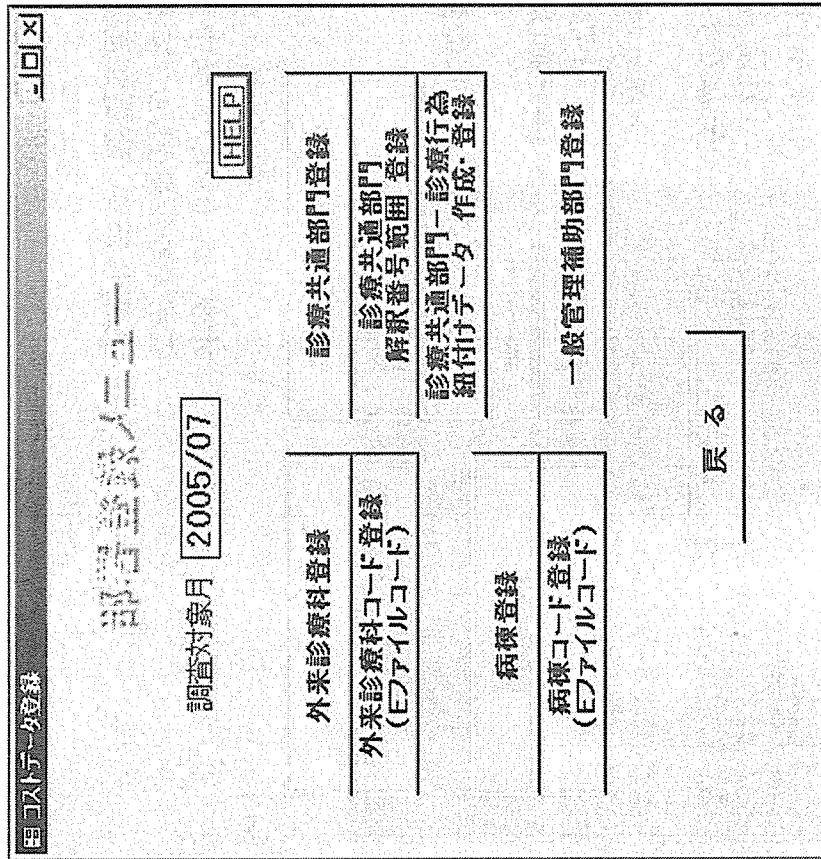 コストデータ登録
部署登録メニュー
調査対象月 2005/07
HELP
外来診療科登録
外来診療科コード登録
(Eファイルコード)
病棟登録
病棟コード登録
(Eファイルコード)
診療共通部門登録
診療共通部門
解釈番号範囲 登録
診療共通部門－診療行為
紐付けデータ 作成・登録
一般管理補助部門登録
戻 る